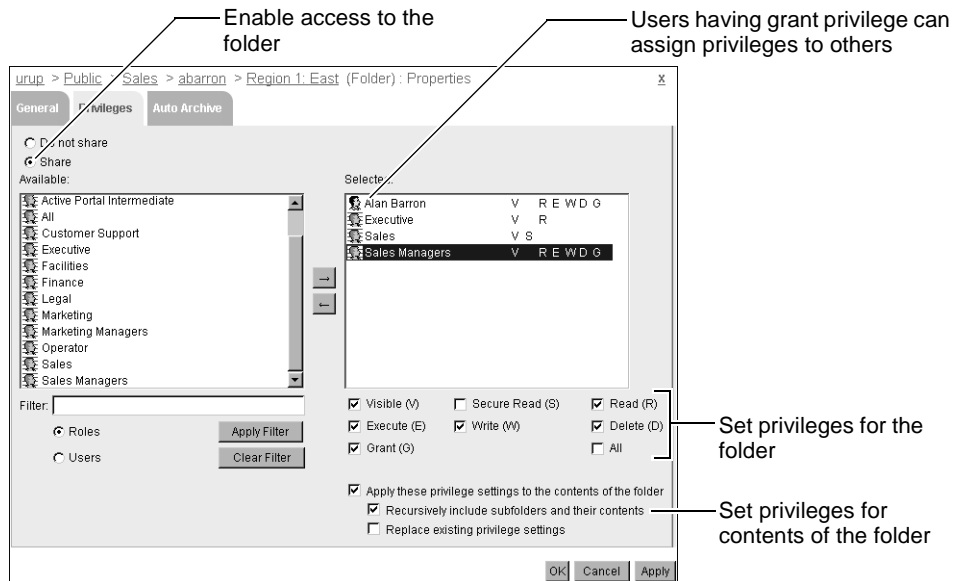 Enable access to the
folder
Users having grant privilege can
assign privileges to others
urup > Public > Sales > abarron > Region 1: East (Folder) : Properties x
General Privileges Auto Archive
Do not share
Share
Available:
Active Portal Intermediate
All
Customer Support
Executive
Facilities
Finance
Legal
Marketing
Marketing Managers
Operator
Sales
Sales Managers
Selected:
Alan Barron V R E W D G
Executive V R
Sales V S
Sales Managers V R E W D G
Filter:
Roles Apply Filter
Users Clear Filter
Visible (V) Secure Read (S) Read (R)
Execute (E) Write (W) Delete (D)
Grant (G) All
Set privileges for the
folder
Apply these privilege settings to the contents of the folder
Recursively include subfolders and their contents
Replace existing privilege settings
Set privileges for
contents of the folder
OK Cancel Apply